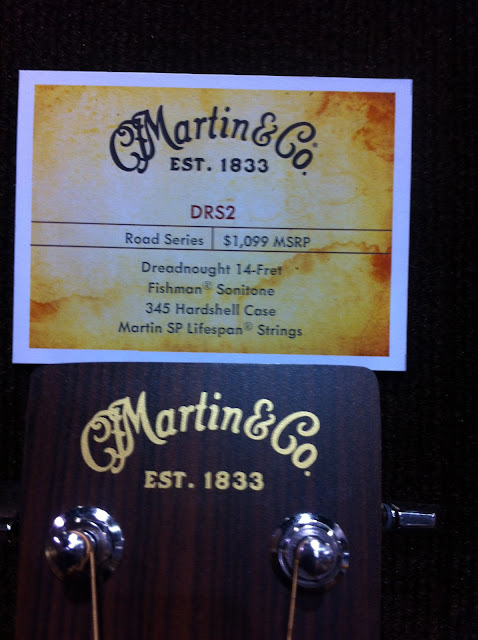 CFMartin & Co.®
EST. 1833
DRS2
Road Series | $1,099 MSRP
Dreadnought 14-Fret
Fishman® Sonitone
345 Hardshell Case
Martin SP Lifespan® Strings
CFMartin & Co.
EST. 1833